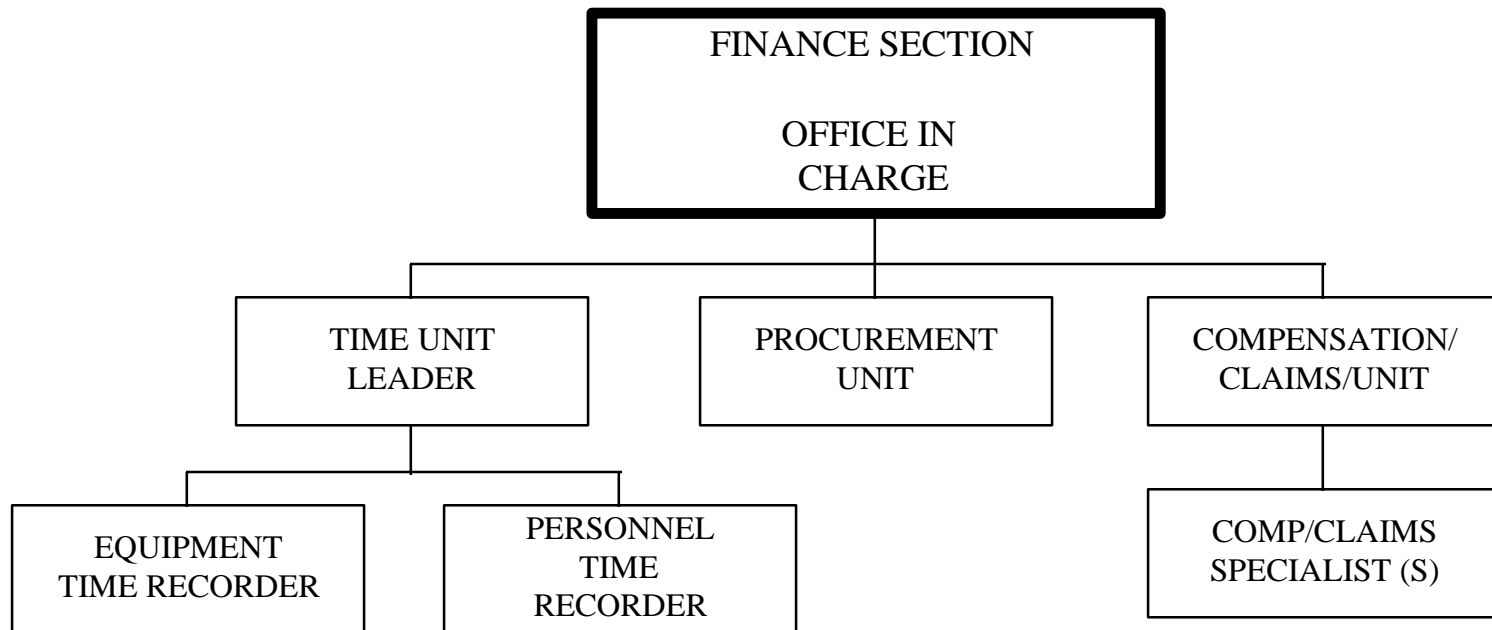 FINANCE SECTION
OFFICE IN
CHARGE
TIME UNIT
LEADER
PROCUREMENT
UNIT
COMPENSATION/
CLAIMS/UNIT
EQUIPMENT
TIME RECORDER
PERSONNEL
TIME
RECORDER
COMP/CLAIMS
SPECIALIST (S)